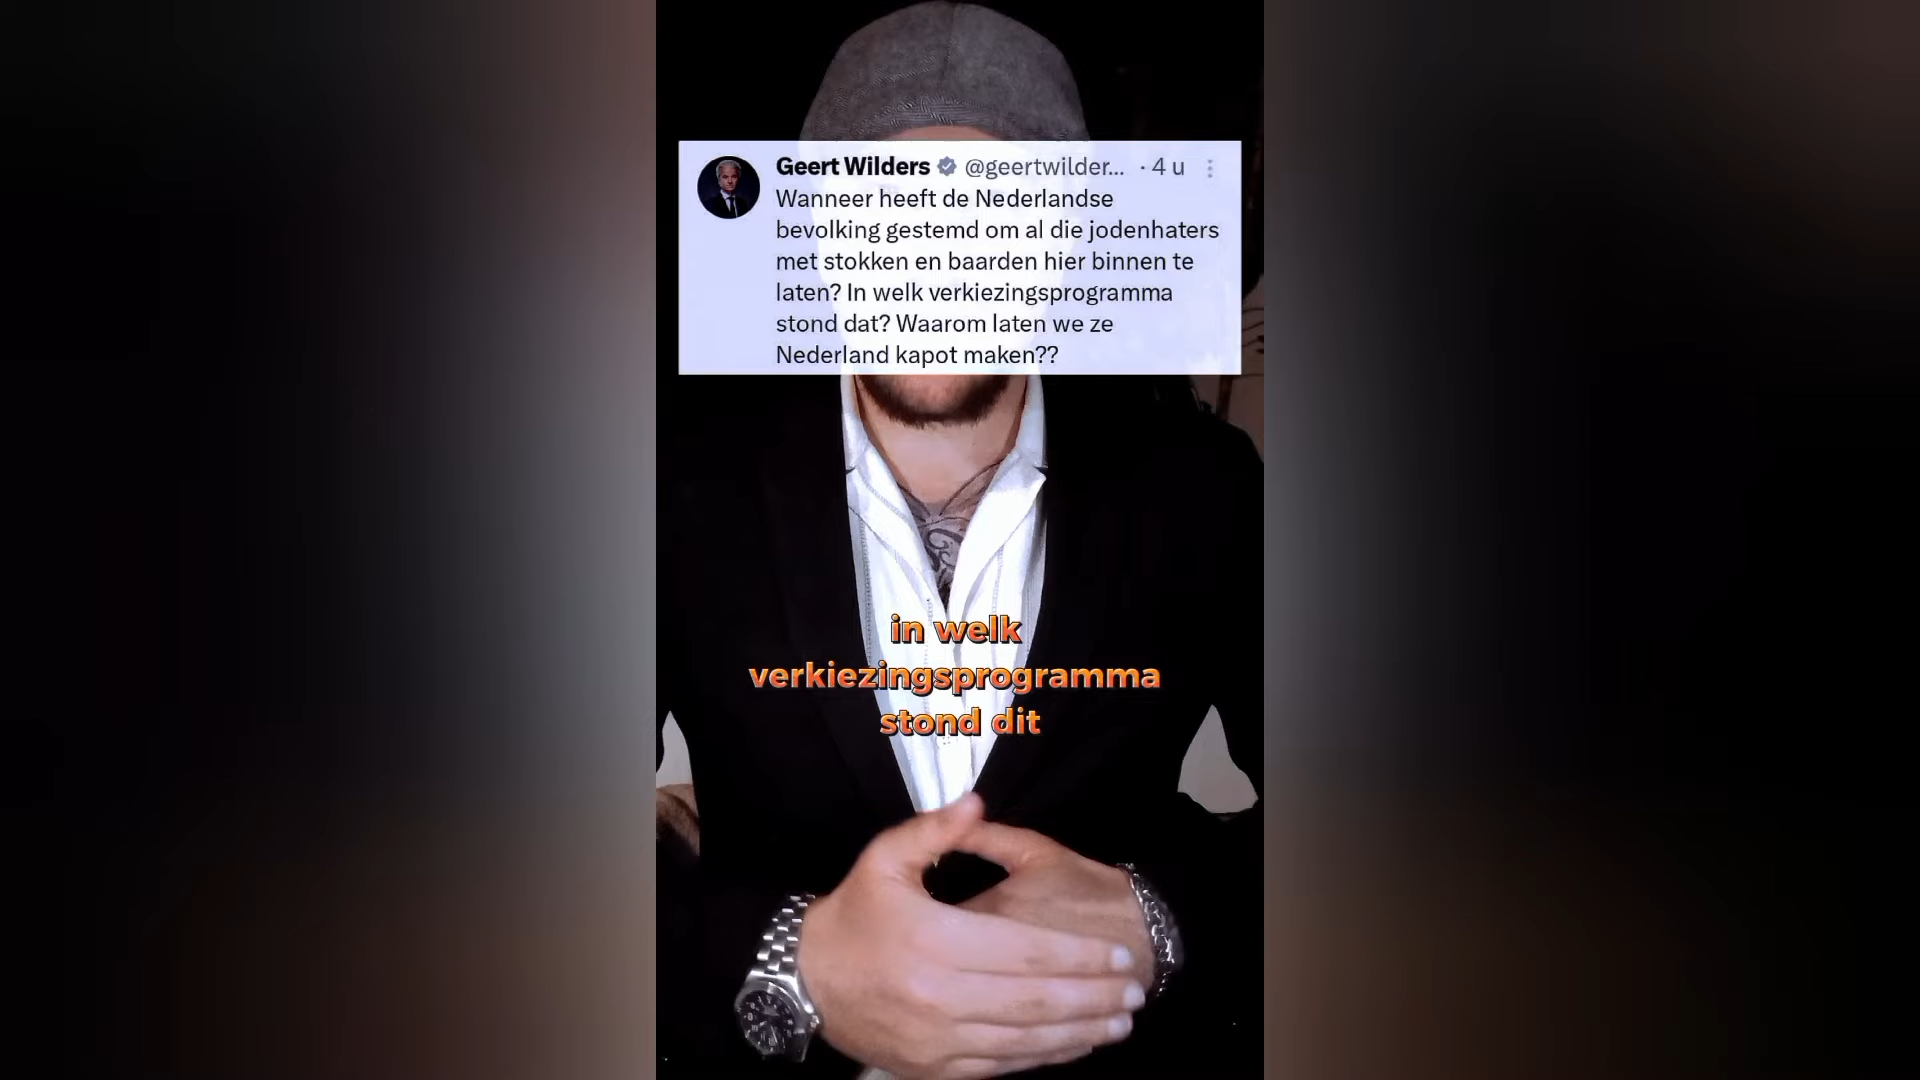 Geert Wilders @geertwilder... · 4 u
Wanneer heeft de Nederlandse
bevolking gestemd om al die jodenhaters
met stokken en baarden hier binnen te
laten? In welk verkiezingsprogramma
stond dat? Waarom laten we ze
Nederland kapot maken??
in welk
verkiezingsprogramma
stond dit